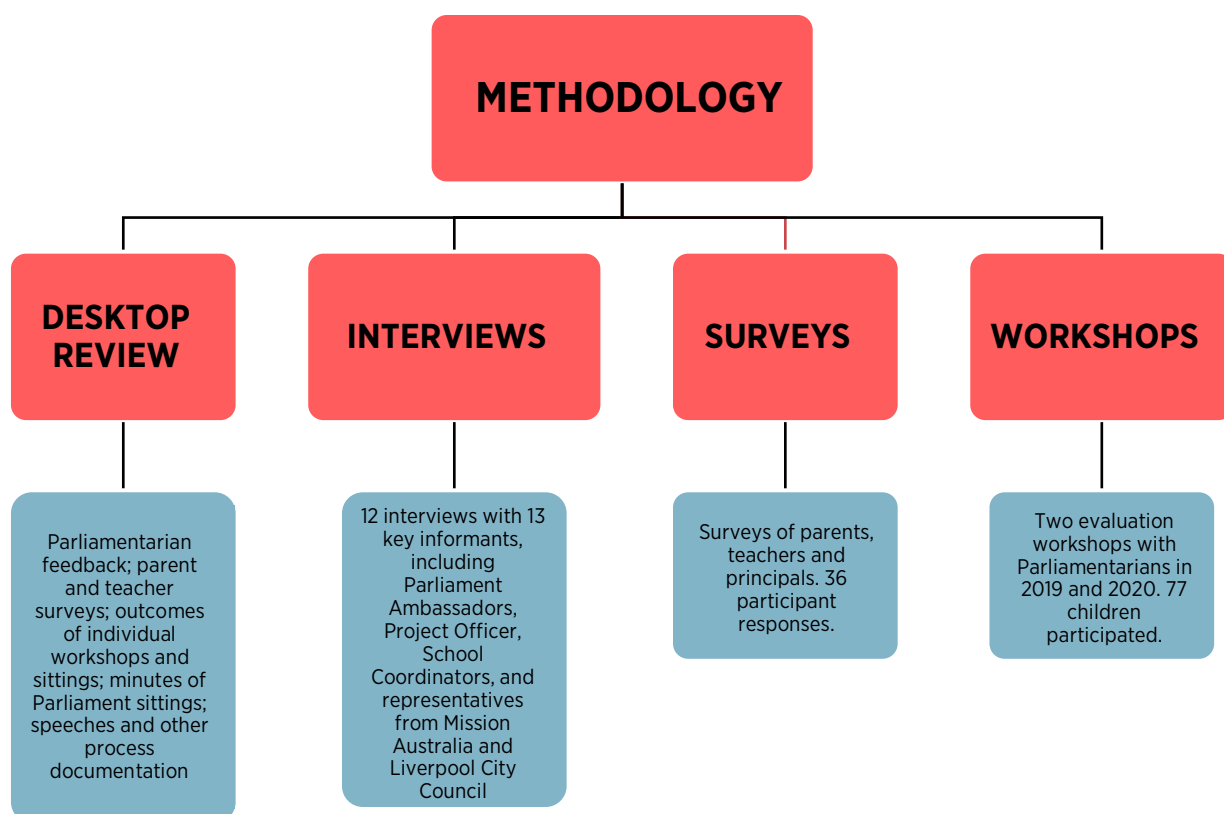 METHODOLOGY
DESKTOP
REVIEW
INTERVIEWS
SURVEYS
WORKSHOPS
Parliamentarian
feedback; parent
and teacher
surveys; outcomes
of individual
workshops and
sittings; minutes of
Parliament sittings;
speeches and other
process
documentation
12 interviews with 13
key informants,
including
Parliament
Ambassadors,
Project Officer,
School
Coordinators, and
representatives
from Mission
Australia and
Liverpool City
Council
Surveys of parents,
teachers and
principals. 36
participant
responses.
Two evaluation
workshops with
Parliamentarians in
2019 and 2020. 77
children
participated.